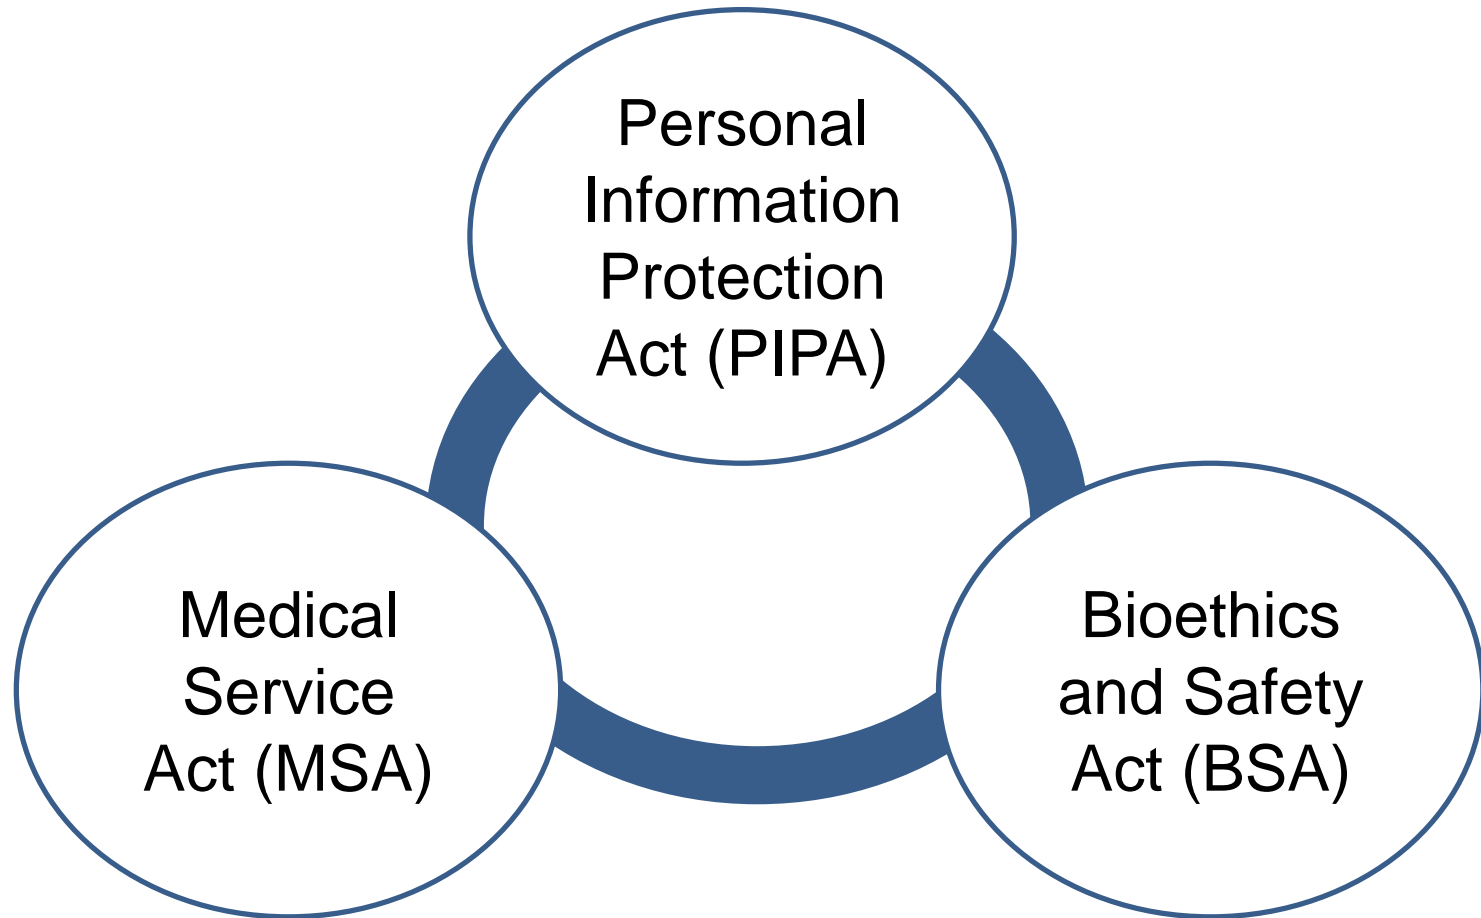 Personal
Information
Protection
Act (PIPA)
Medical
Service
Act (MSA)
Bioethics
and Safety
Act (BSA)